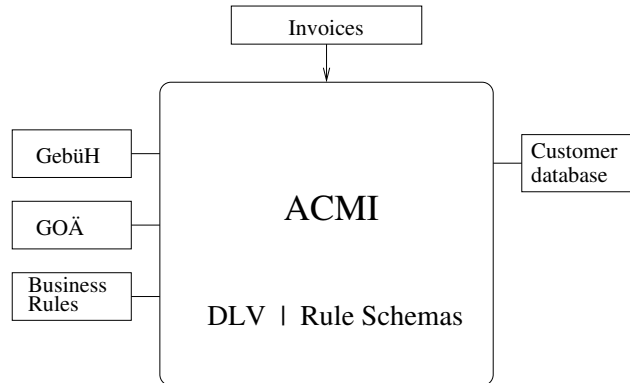 Invoices
GebüH
Customer
database
ACMI
GOÄ
Business
Rules
DLV | Rule Schemas